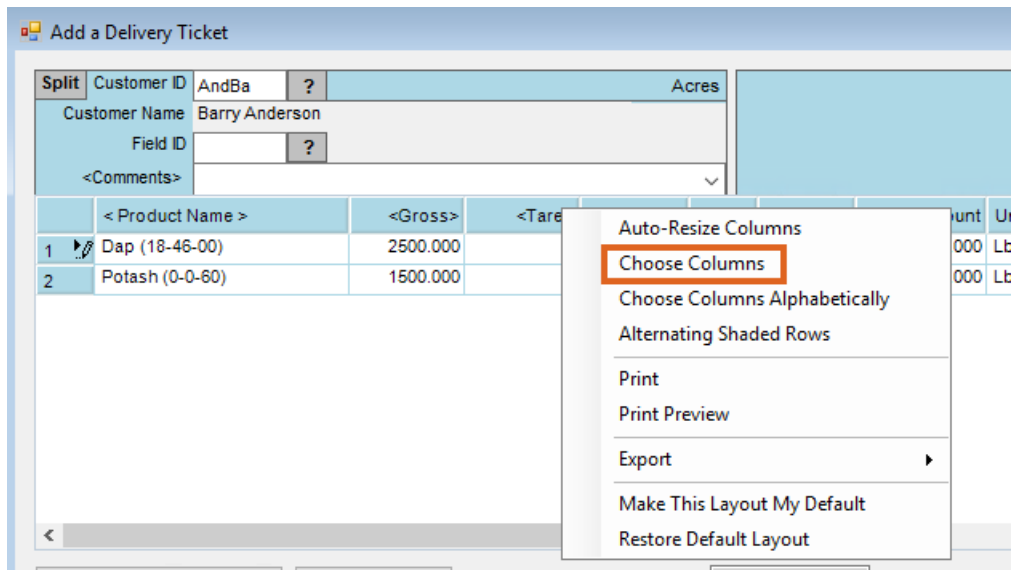 Add a Delivery Ticket
Split Customer ID AndBa ? Acres
Customer Name Barry Anderson
Field ID ?
<Comments>
< Product Name > <Gross> <Tare
1 Dap (18-46-00) 2500.000 000
2 Potash (0-0-60) 1500.000 000
Auto-Resize Columns
Choose Columns
Choose Columns Alphabetically
Alternating Shaded Rows
Print
Print Preview
Export
Make This Layout My Default
Restore Default Layout